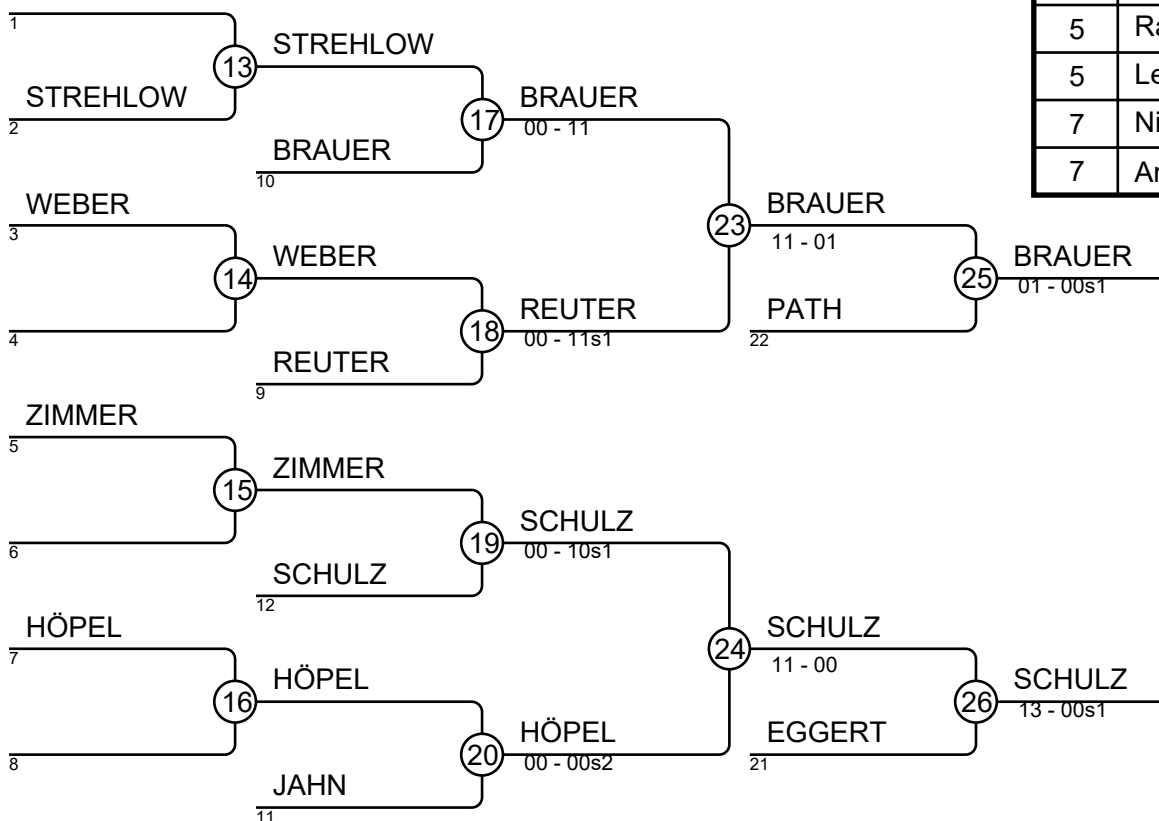 1
STREHLOW
13
STREHLOW
2
BRAUER
17
00 - 11
BRAUER
10
WEBER
3
BRAUER
23
11 - 01
WEBER
14
BRAUER
25
01 - 00s1
REUTER
18
00 - 11s1
PATH
22
4
REUTER
9
ZIMMER
5
ZIMMER
15
SCHULZ
19
00 - 10s1
6
SCHULZ
12
HÖPEL
7
SCHULZ
24
11 - 00
HÖPEL
16
SCHULZ
26
13 - 00s1
HÖPEL
20
00 - 00s2
EGGERT
21
8
JAHN
11
5 Ra
5 Le
7 Ni
7